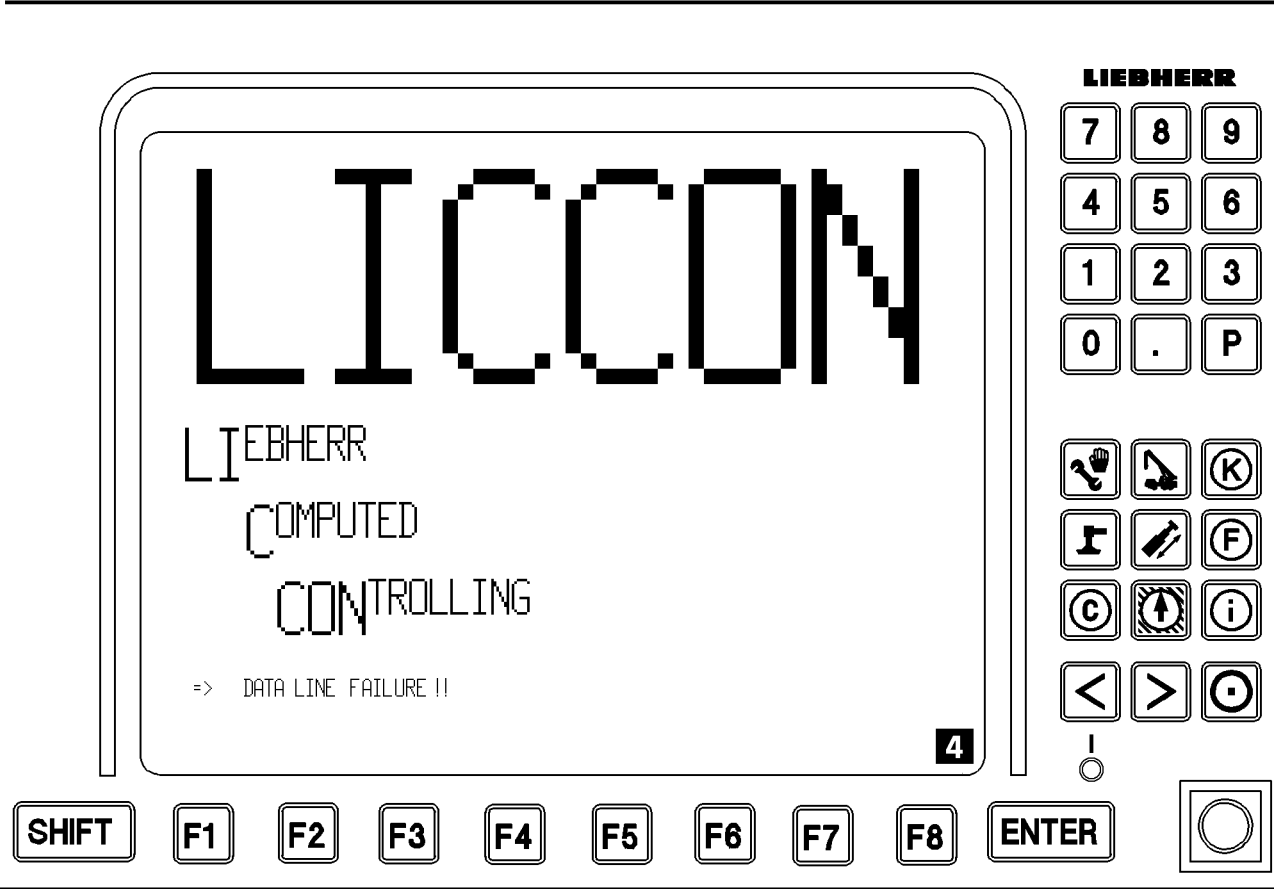 LIEBHERR
7 8 9
4 5 6
1 2 3
0 . P
LICCON
LIEBHERR
COMPUTED
CONTROLLING
=> DATA LINE FAILURE !!
4
K
F
C i
< >
I
SHIFT F1 F2 F3 F4 F5 F6 F7 F8 ENTER